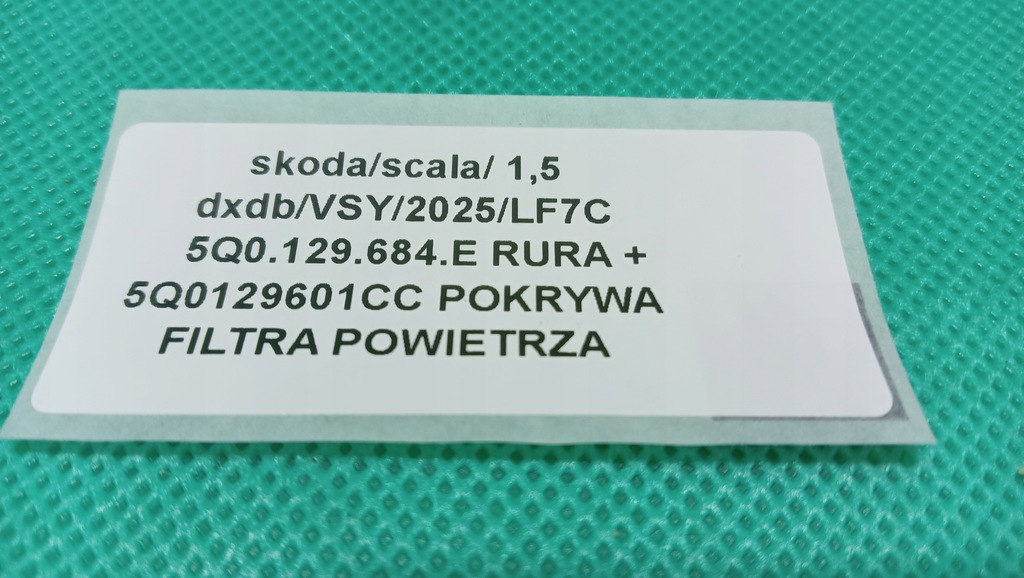 skoda/scala/ 1,5
dxdb/VSY/2025/LF7C
5Q0.129.684.E RURA +
5Q0129601CC POKRYWA
FILTRA POWIETRZA